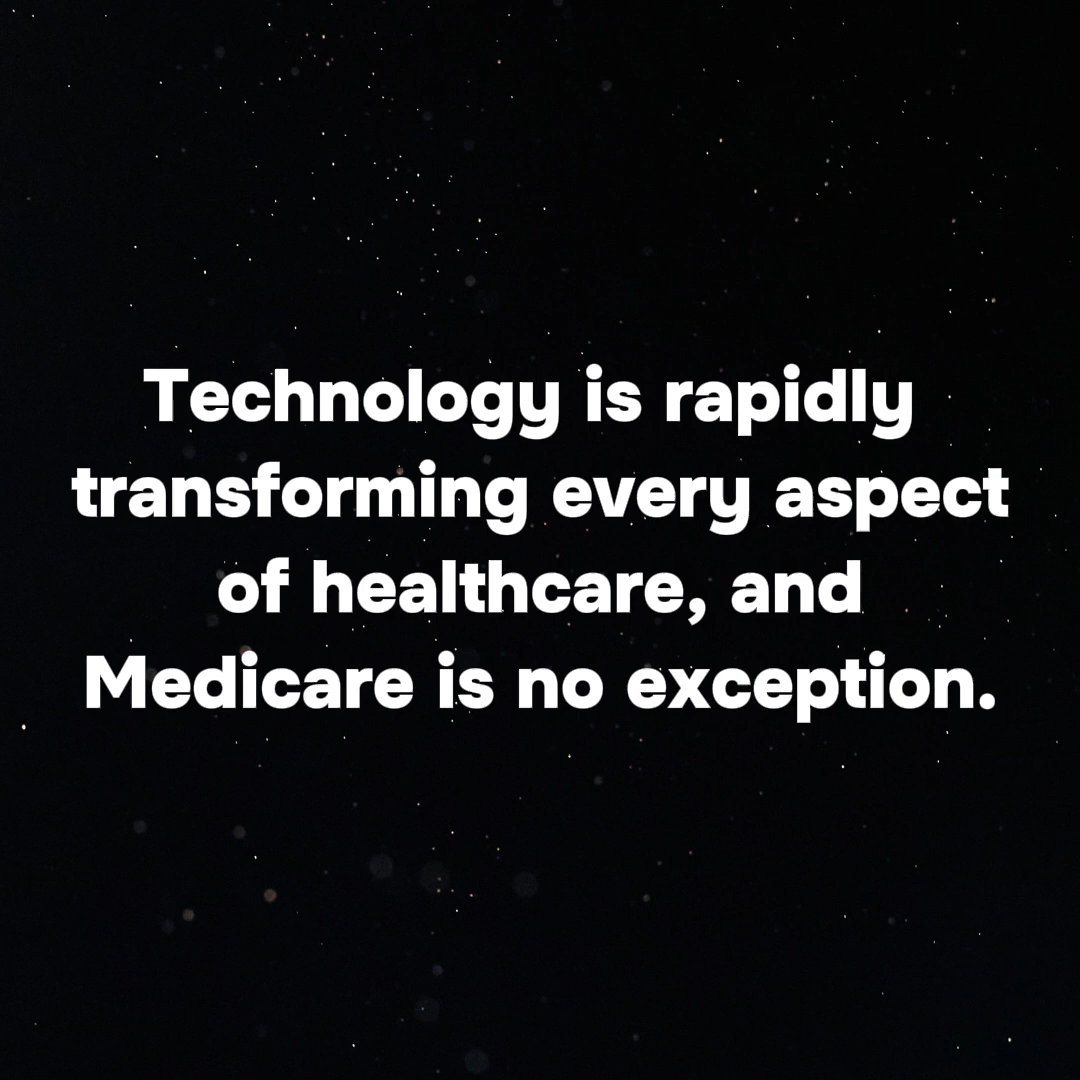 Technology is rapidly
transforming every aspect
of healthcare, and
Medicare is no exception.